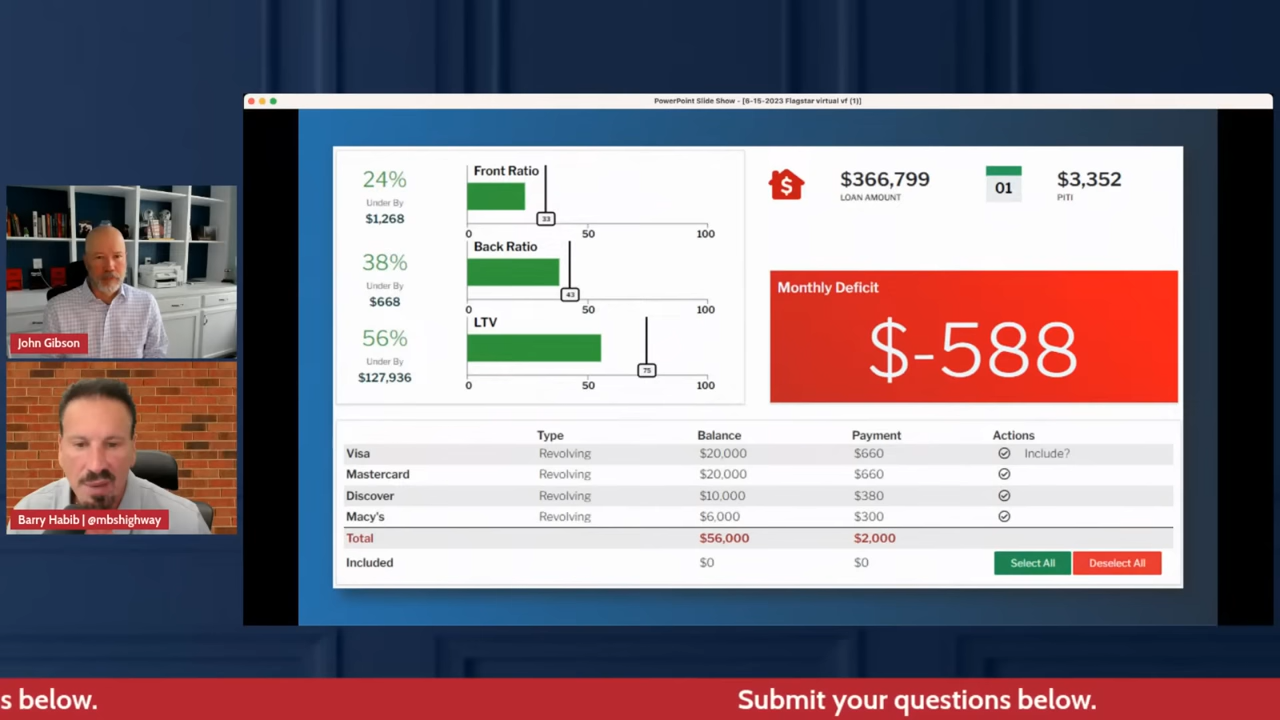 PowerPoint Slide Show - [6-15-2023 Flagstar virtual vf (1)]
24%
Under By
$1,268
Front Ratio
33
0 50 100
38%
Under By
$668
Back Ratio
43
0 50 100
56%
Under By
$127,936
LTV
75
0 50 100
$366,799
LOAN AMOUNT
01
$3,352
PITI
Monthly Deficit
$-588
Type Balance Payment Actions
Visa Revolving $20,000 $660 Include?
Mastercard Revolving $20,000 $660
Discover Revolving $10,000 $380
Macy's Revolving $6,000 $300
Total $56,000 $2,000
Included $0 $0 Select All Deselect All
John Gibson
Barry Habib | @mbshighway
s below. Submit your questions below.